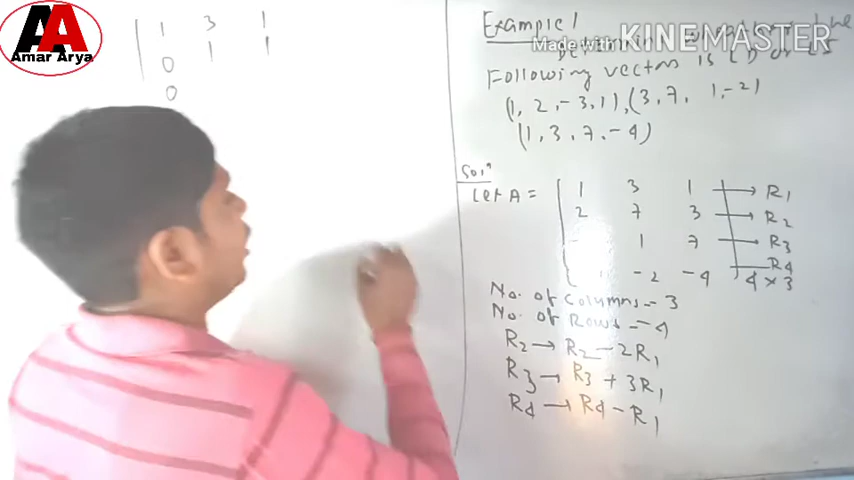 AA
Amar Arya
1 3 1
0 1 1
0
Example 1
Made with KINEMASTER
Following vectors is LD or LI
(1, 2, -3, 1), (3, 7, 1, -2)
(1, 3, 7, -4)
Solⁿ
Let A =
1 3 1 → R1
2 7 3 → R2
1 7 → R3
-2 -4 R4
4 × 3
No. of Columns = 3
No. of Rows = 4
R2 → R2 - 2R1
R3 → R3 + 3R1
R4 → R4 - R1